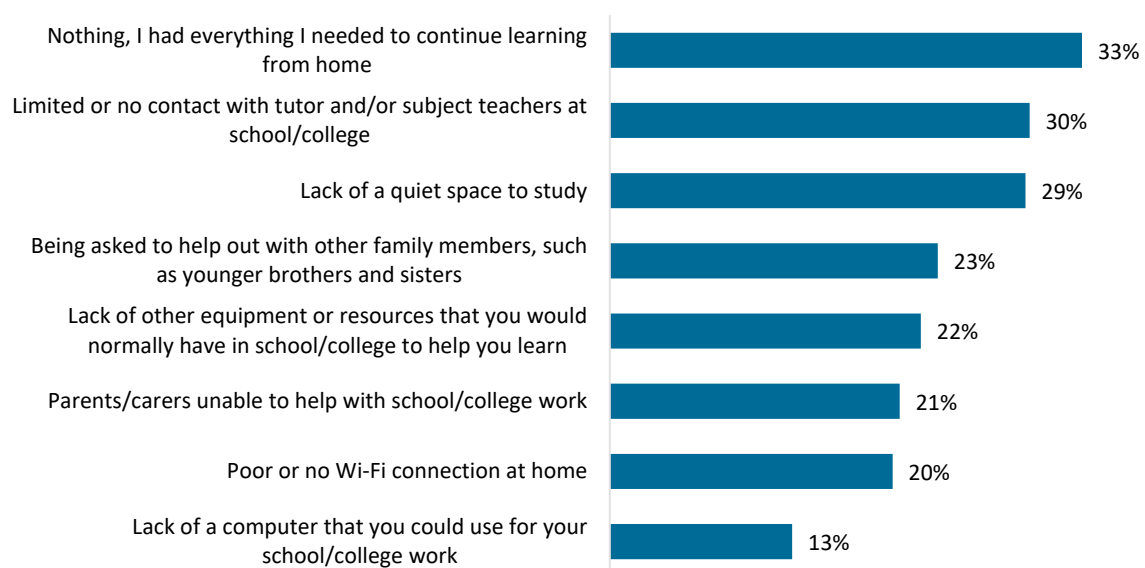 Nothing, I had everything I needed to continue learning
from home
33%
Limited or no contact with tutor and/or subject teachers at
school/college
30%
Lack of a quiet space to study
29%
Being asked to help out with other family members, such
as younger brothers and sisters
23%
Lack of other equipment or resources that you would
normally have in school/college to help you learn
22%
Parents/carers unable to help with school/college work
21%
Poor or no Wi-Fi connection at home
20%
Lack of a computer that you could use for your
school/college work
13%